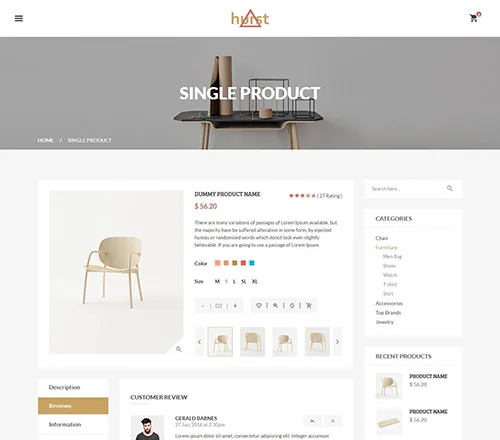 hurst
0
SINGLE PRODUCT
HOME / SINGLE PRODUCT
DUMMY PRODUCT NAME
( 27 Rating )
$ 56.20
There are many variations of passages of Lorem Ipsum available, but
the majority have be suffered alteration in some form, by injected
humou or randomised words which donot look even slightly
believable. If you are going to use a passage of Lorem Ipsum.
Color
Size M S L SL XL
- 02 +
Search here...
CATEGORIES
Chair
Furniture
Men Bag
Shoes
Watch
T-shirt
Shirt
Accessories
Top Brands
Jewelry
RECENT PRODUCTS
PRODUCT NAME
$ 56.20
PRODUCT NAME
$ 56.20
Description
Reviews
Information
CUSTOMER REVIEW
GERALD BARNES
27 Jun, 2016 at 2:30pm
Lorem ipsum dolor sit amet, consectetur adipiscing elit. Integer accumsan